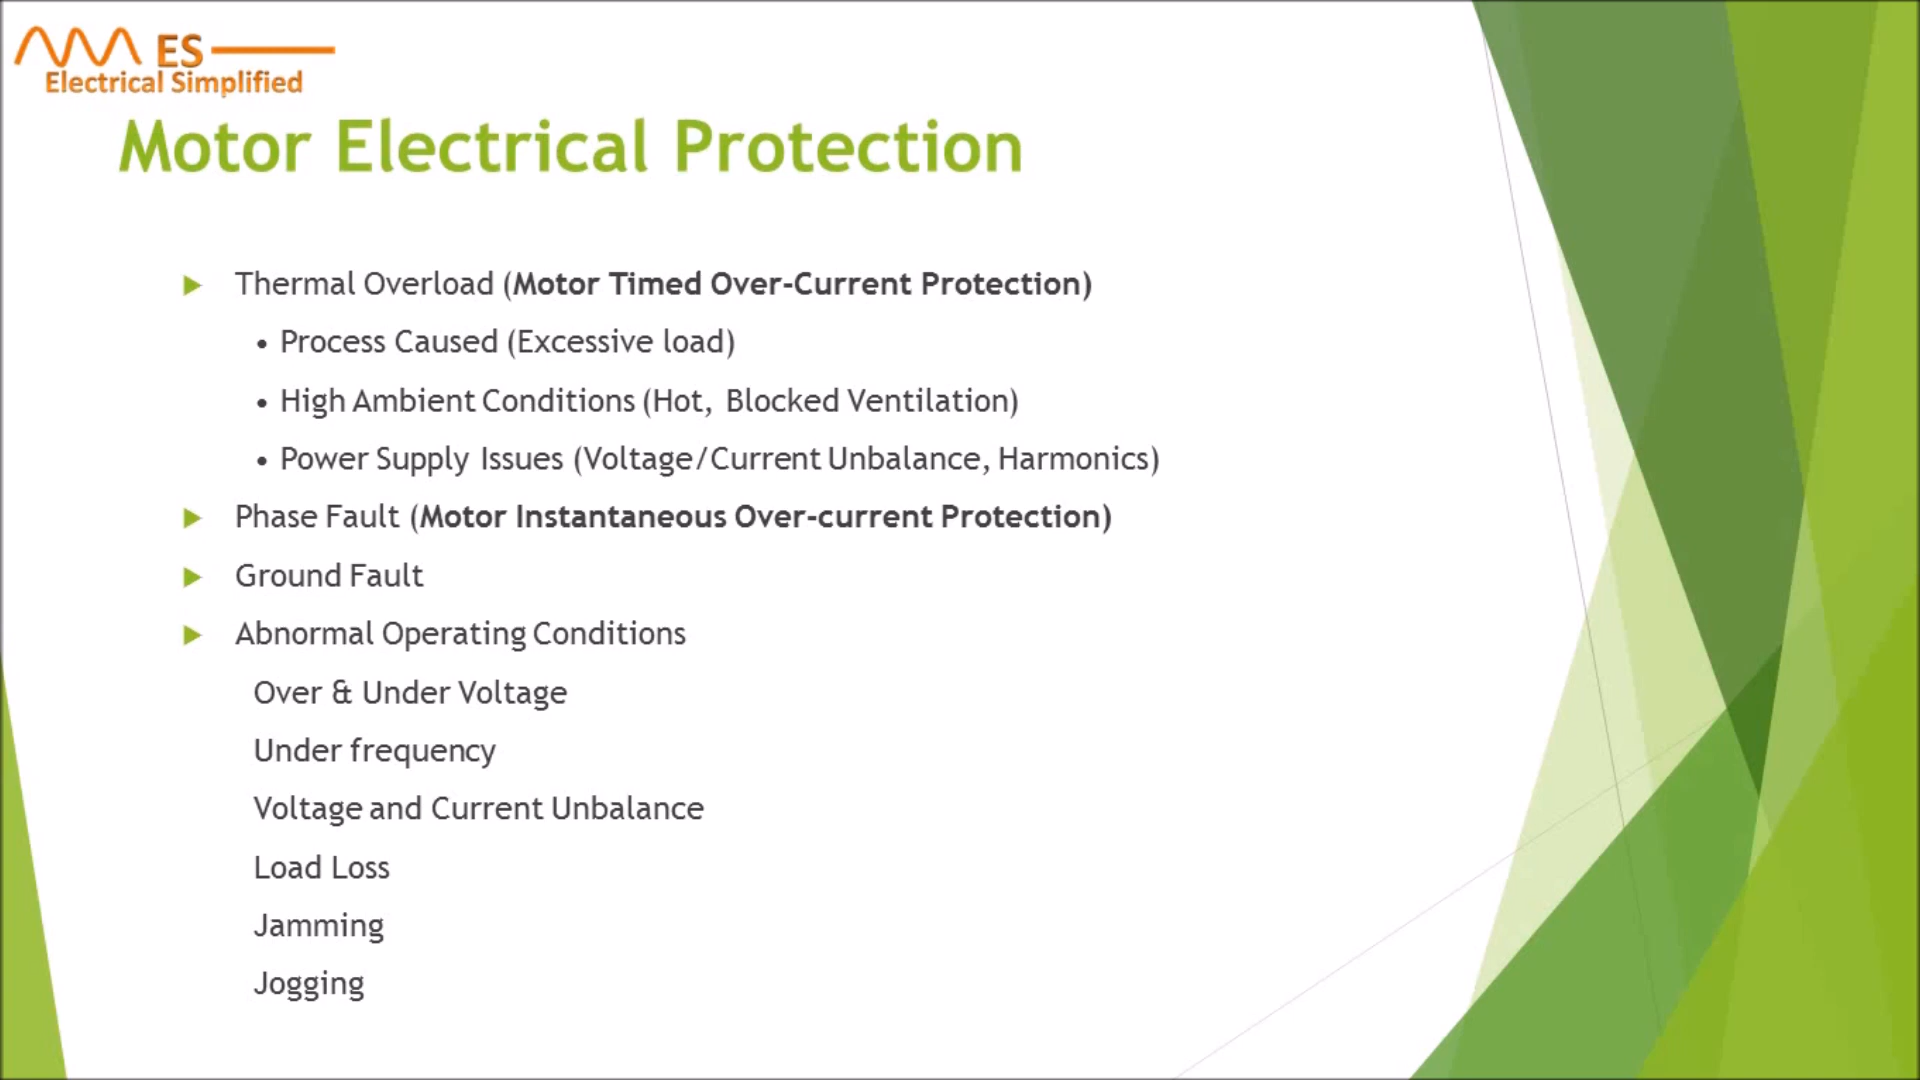 ES
Electrical Simplified
Motor Electrical Protection
Thermal Overload (Motor Timed Over-Current Protection)
• Process Caused (Excessive load)
• High Ambient Conditions (Hot, Blocked Ventilation)
• Power Supply Issues (Voltage/Current Unbalance, Harmonics)
Phase Fault (Motor Instantaneous Over-current Protection)
Ground Fault
Abnormal Operating Conditions
Over & Under Voltage
Under frequency
Voltage and Current Unbalance
Load Loss
Jamming
Jogging